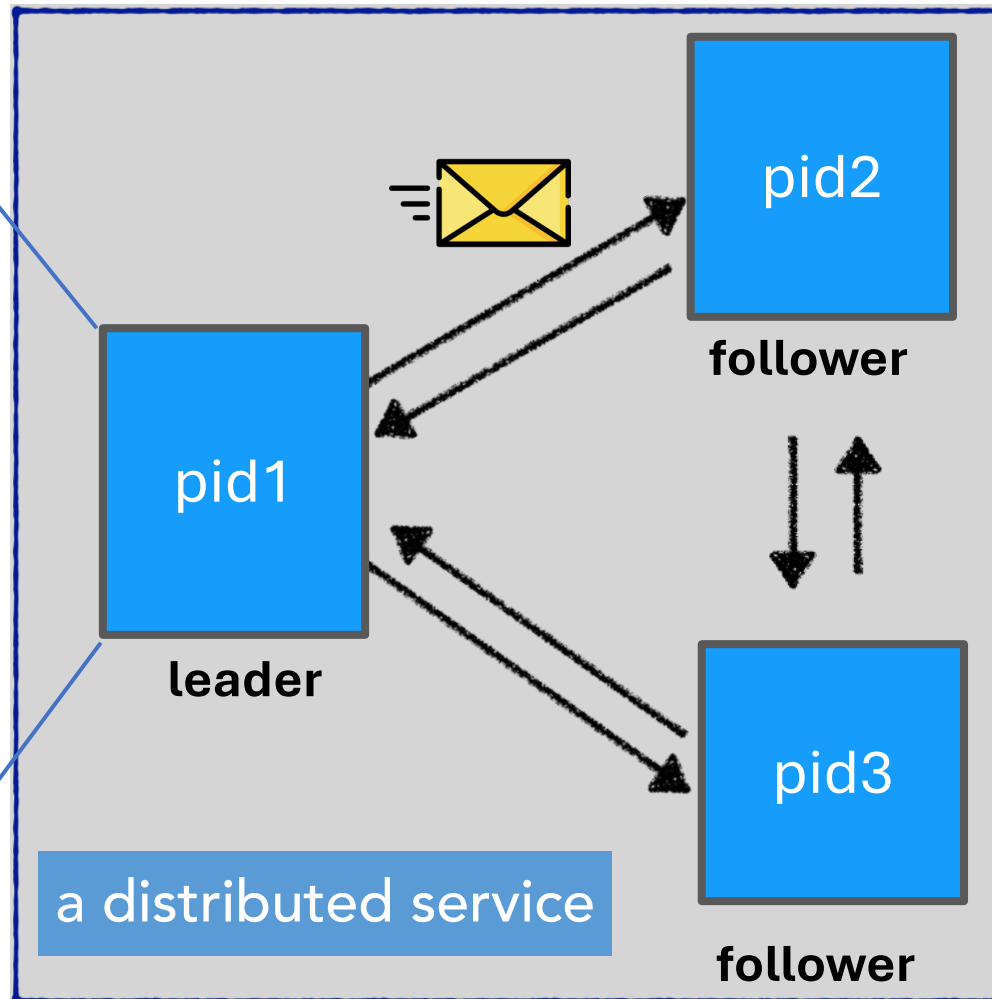 pid2
follower
pid1
leader
pid3
a distributed service
follower